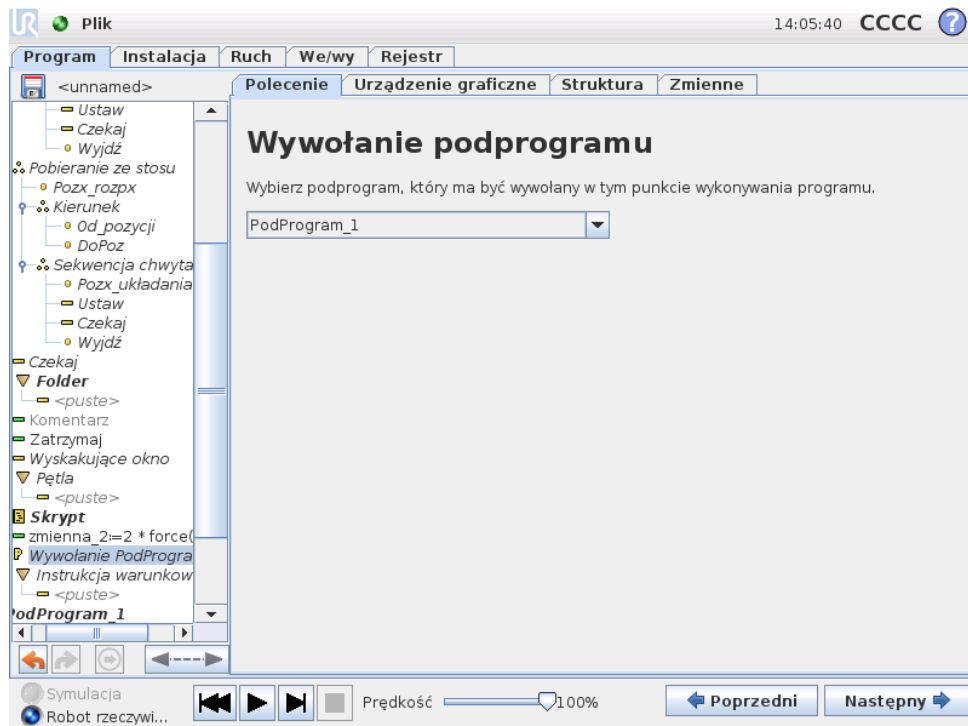 UR Plik 14:05:40 CCCC ?
Program Instalacja Ruch We/wy Rejestr
<unnamed>
Polecenie Urządzenie graficzne Struktura Zmienne
Ustaw
Czekaj
Wyjdź
Pobieranie ze stosu
Pozx_rozpx
Kierunek
Od_pozycji
DoPoz
Sekwencja chwyta
Pozx_układania
Ustaw
Czekaj
Wyjdź
Czekaj
Folder
<puste>
Komentarz
Zatrzymaj
Wyskakujące okno
Pętla
<puste>
Skrypt
zmienna_2:=2 * force(
P Wywołanie PodProgra
Instrukcja warunkow
<puste>
PodProgram_1
Wywołanie podprogramu
Wybierz podprogram, który ma być wywołany w tym punkcie wykonywania programu.
PodProgram_1
Symulacja
Robot rzeczywi...
Prędkość 100%
Poprzedni Następny